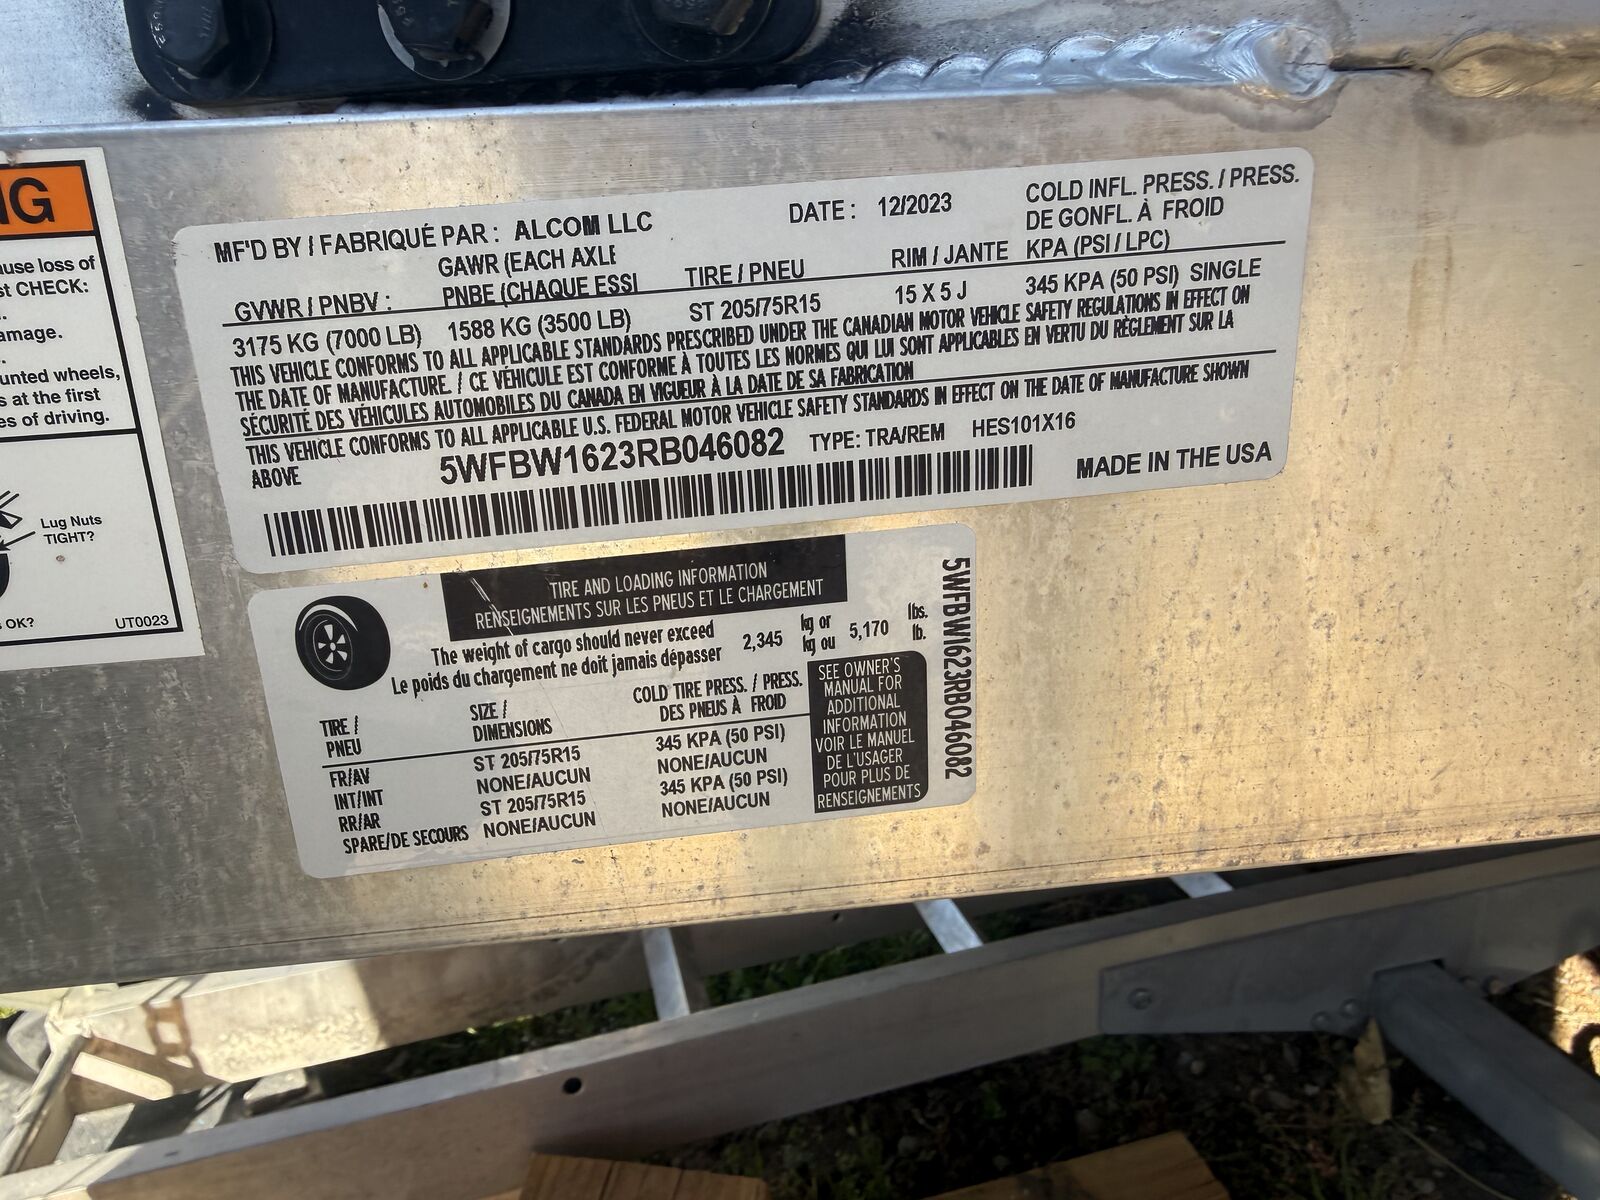 NG
use loss of
st CHECK:
amage.
unted wheels,
s at the first
es of driving.
Lug Nuts
TIGHT?
OK?
UT0023
MF'D BY / FABRIQUÉ PAR : ALCOM LLC DATE : 12/2023 COLD INFL. PRESS. / PRESS.
DE GONFL. À FROID
GAWR (EACH AXLE
GVWR / PNBV : PNBE (CHAQUE ESSI TIRE / PNEU RIM / JANTE KPA (PSI / LPC)
3175 KG (7000 LB) 1588 KG (3500 LB) ST 205/75R15 15 X 5 J 345 KPA (50 PSI) SINGLE
THIS VEHICLE CONFORMS TO ALL APPLICABLE STANDARDS PRESCRIBED UNDER THE CANADIAN MOTOR VEHICLE SAFETY REGULATIONS IN EFFECT ON
THE DATE OF MANUFACTURE. / CE VÉHICULE EST CONFORME À TOUTES LES NORMES QUI LUI SONT APPLICABLES EN VERTU DU RÈGLEMENT SUR LA
SÉCURITÉ DES VÉHICULES AUTOMOBILES DU CANADA EN VIGUEUR À LA DATE DE SA FABRICATION
THIS VEHICLE CONFORMS TO ALL APPLICABLE U.S. FEDERAL MOTOR VEHICLE SAFETY STANDARDS IN EFFECT ON THE DATE OF MANUFACTURE SHOWN
ABOVE 5WFBW1623RB046082 TYPE: TRA/REM HES101X16
MADE IN THE USA
TIRE AND LOADING INFORMATION
RENSEIGNEMENTS SUR LES PNEUS ET LE CHARGEMENT
The weight of cargo should never exceed 2,345 kg or 5,170 lbs.
Le poids du chargement ne doit jamais dépasser kg ou lb.
TIRE / SIZE / COLD TIRE PRESS. / PRESS.
PNEU DIMENSIONS DES PNEUS À FROID
FR/AV ST 205/75R15 345 KPA (50 PSI)
INT/INT NONE/AUCUN NONE/AUCUN
RR/AR ST 205/75R15 345 KPA (50 PSI)
SPARE/DE SECOURS NONE/AUCUN NONE/AUCUN
SEE OWNER'S
MANUAL FOR
ADDITIONAL
INFORMATION
VOIR LE MANUEL
DE L'USAGER
POUR PLUS DE
RENSEIGNEMENTS
5WFBW1623RB046082